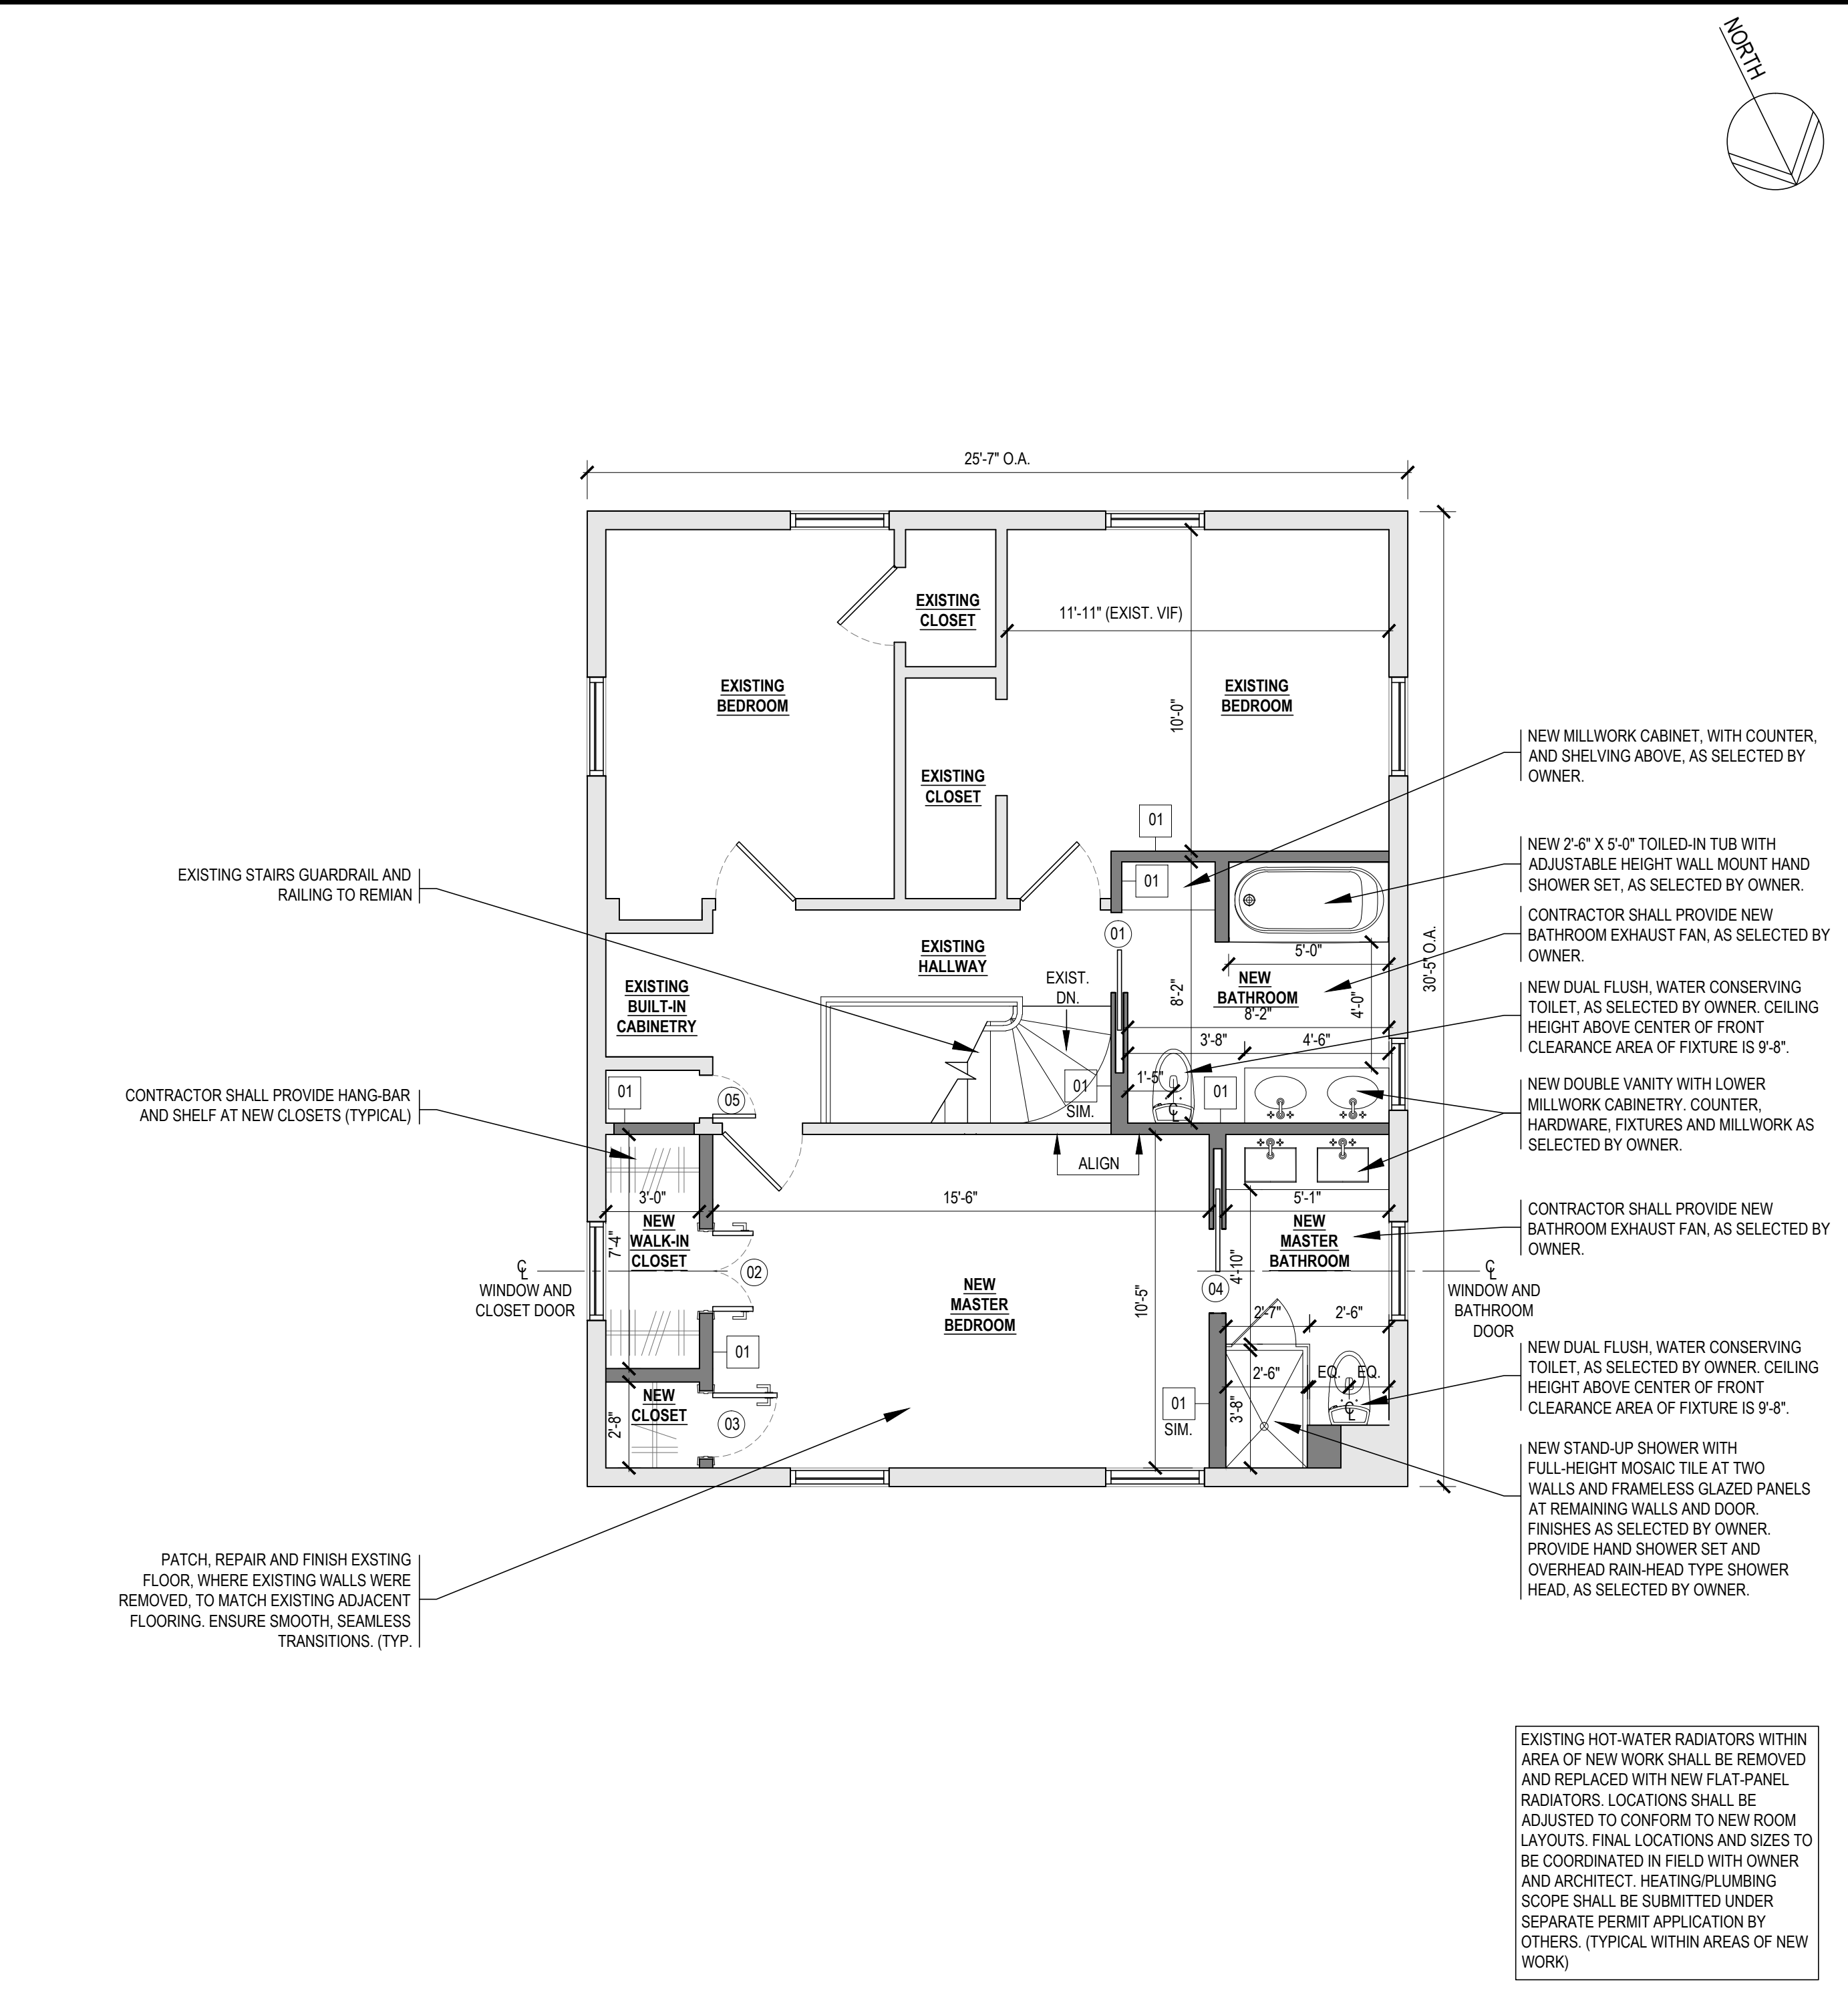 NORTH
25'-7" O.A.
30'-5" O.A.
EXISTING
CLOSET
11'-11" (EXIST. VIF)
EXISTING
BEDROOM
EXISTING
BEDROOM
10'-0"
EXISTING
CLOSET
01
01
01
EXISTING
HALLWAY
EXIST.
DN.
5'-0"
NEW
BATHROOM
8'-2"
8'-2"
4'-0"
3'-8"
4'-6"
1'-5"
EXISTING
BUILT-IN
CABINETRY
01
05
01
SIM.
01
℄
ALIGN
3'-0"
15'-6"
5'-1"
NEW
WALK-IN
CLOSET
7'-4"
02
NEW
MASTER
BATHROOM
4'-10"
04
NEW
MASTER
BEDROOM
10'-5"
2'-7"
2'-6"
01
2'-6"
EQ.
EQ.
℄
3'-8"
01
SIM.
NEW
CLOSET
2'-8"
03
℄
WINDOW AND
CLOSET DOOR
℄
WINDOW AND
BATHROOM
DOOR
EXISTING STAIRS GUARDRAIL AND
RAILING TO REMIAN
CONTRACTOR SHALL PROVIDE HANG-BAR
AND SHELF AT NEW CLOSETS (TYPICAL)
PATCH, REPAIR AND FINISH EXSTING
FLOOR, WHERE EXISTING WALLS WERE
REMOVED, TO MATCH EXISTING ADJACENT
FLOORING. ENSURE SMOOTH, SEAMLESS
TRANSITIONS. (TYP.
NEW MILLWORK CABINET, WITH COUNTER,
AND SHELVING ABOVE, AS SELECTED BY
OWNER.
NEW 2'-6" X 5'-0" TOILED-IN TUB WITH
ADJUSTABLE HEIGHT WALL MOUNT HAND
SHOWER SET, AS SELECTED BY OWNER.
CONTRACTOR SHALL PROVIDE NEW
BATHROOM EXHAUST FAN, AS SELECTED BY
OWNER.
NEW DUAL FLUSH, WATER CONSERVING
TOILET, AS SELECTED BY OWNER. CEILING
HEIGHT ABOVE CENTER OF FRONT
CLEARANCE AREA OF FIXTURE IS 9'-8".
NEW DOUBLE VANITY WITH LOWER
MILLWORK CABINETRY. COUNTER,
HARDWARE, FIXTURES AND MILLWORK AS
SELECTED BY OWNER.
CONTRACTOR SHALL PROVIDE NEW
BATHROOM EXHAUST FAN, AS SELECTED BY
OWNER.
NEW DUAL FLUSH, WATER CONSERVING
TOILET, AS SELECTED BY OWNER. CEILING
HEIGHT ABOVE CENTER OF FRONT
CLEARANCE AREA OF FIXTURE IS 9'-8".
NEW STAND-UP SHOWER WITH
FULL-HEIGHT MOSAIC TILE AT TWO
WALLS AND FRAMELESS GLAZED PANELS
AT REMAINING WALLS AND DOOR.
FINISHES AS SELECTED BY OWNER.
PROVIDE HAND SHOWER SET AND
OVERHEAD RAIN-HEAD TYPE SHOWER
HEAD, AS SELECTED BY OWNER.
EXISTING HOT-WATER RADIATORS WITHIN
AREA OF NEW WORK SHALL BE REMOVED
AND REPLACED WITH NEW FLAT-PANEL
RADIATORS. LOCATIONS SHALL BE
ADJUSTED TO CONFORM TO NEW ROOM
LAYOUTS. FINAL LOCATIONS AND SIZES TO
BE COORDINATED IN FIELD WITH OWNER
AND ARCHITECT. HEATING/PLUMBING
SCOPE SHALL BE SUBMITTED UNDER
SEPARATE PERMIT APPLICATION BY
OTHERS. (TYPICAL WITHIN AREAS OF NEW
WORK)